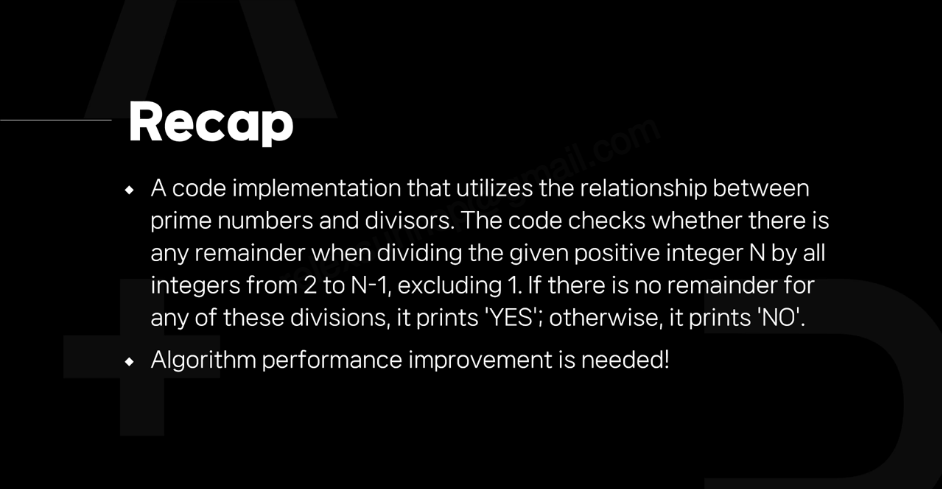 Recap
A code implementation that utilizes the relationship between
prime numbers and divisors. The code checks whether there is
any remainder when dividing the given positive integer N by all
integers from 2 to N-1, excluding 1. If there is no remainder for
any of these divisions, it prints 'YES'; otherwise, it prints 'NO'.
Algorithm performance improvement is needed!